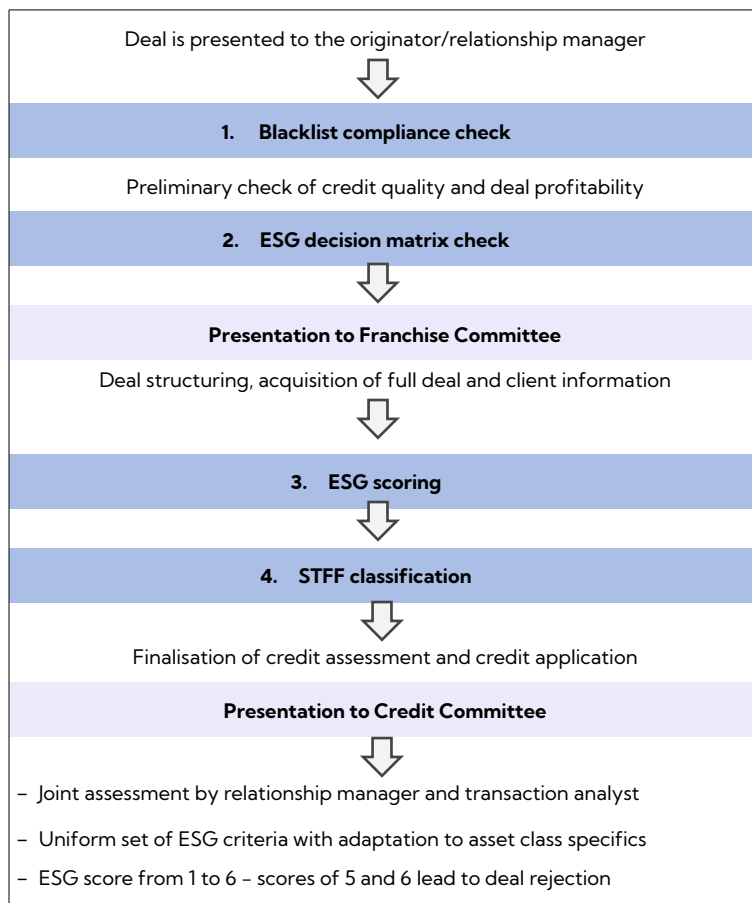 Deal is presented to the originator/relationship manager
1. Blacklist compliance check
Preliminary check of credit quality and deal profitability
2. ESG decision matrix check
Presentation to Franchise Committee
Deal structuring, acquisition of full deal and client information
3. ESG scoring
4. STFF classification
Finalisation of credit assessment and credit application
Presentation to Credit Committee
– Joint assessment by relationship manager and transaction analyst
– Uniform set of ESG criteria with adaptation to asset class specifics
– ESG score from 1 to 6 – scores of 5 and 6 lead to deal rejection